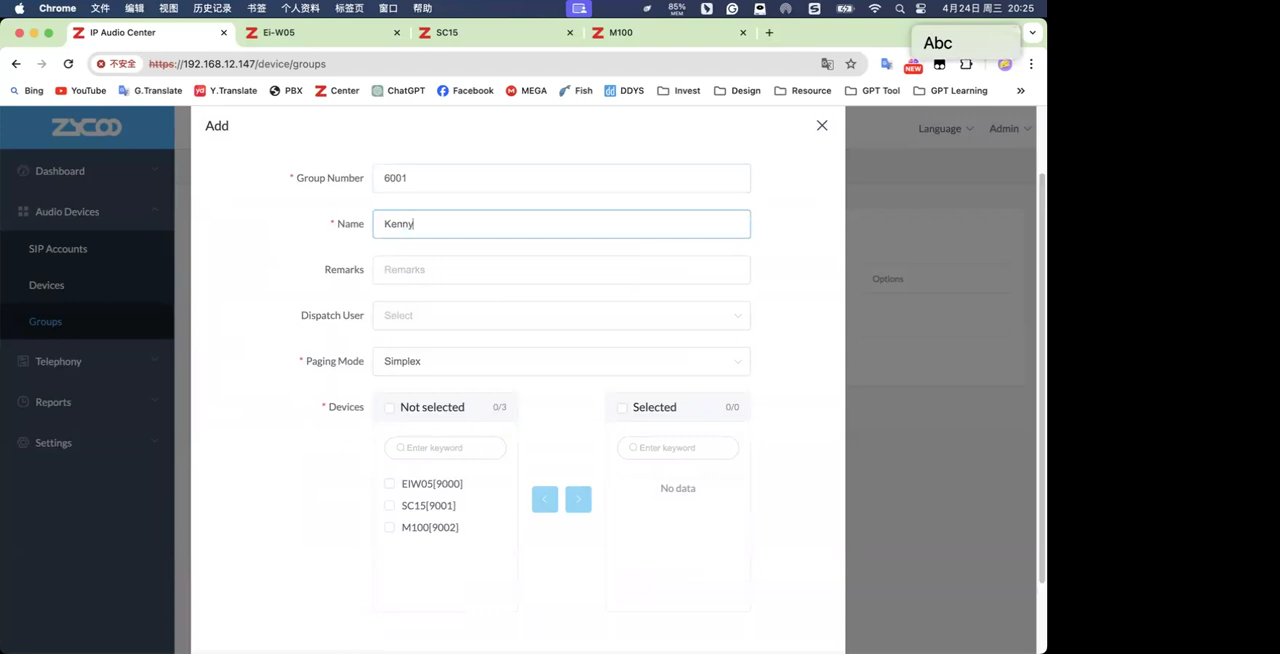 Chrome 文件 编辑 视图 历史记录 书签 个人资料 标签页 窗口 帮助 85% MEM 4月24日 周三 20:25
IP Audio Center Ei-W05 SC15 M100
Abc
不安全 https://192.168.12.147/device/groups NEW
Bing YouTube G.Translate Y.Translate PBX Center ChatGPT Facebook MEGA Fish DDYS Invest Design Resource GPT Tool GPT Learning
ZYCOO
Add
Language Admin
Dashboard
Audio Devices
SIP Accounts
Devices
Groups
Telephony
Reports
Settings
* Group Number 6001
* Name Kenny
Remarks Remarks
Options
Dispatch User Select
* Paging Mode Simplex
* Devices Not selected 0/3 Selected 0/0
Enter keyword Enter keyword
EIW05[9000]
No data
SC15[9001]
M100[9002]